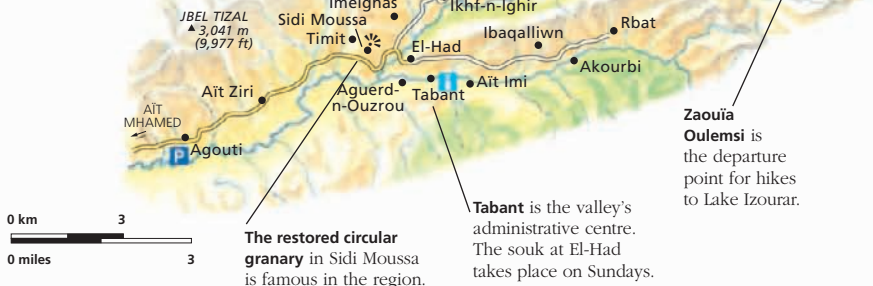 Imelghas
Ikhf-n-Ighir
JBEL TIZAL
3,041 m
(9,977 ft)
Sidi Moussa
Timit
El-Had
Ibaqalliwn
Rbat
Akourbi
Aït Ziri
Aguerd-
n-Ouzrou
Tabant
i
Aït Imi
AÏT
MHAMED
P
Agouti
Zaouïa
Oulemsi is
the departure
point for hikes
to Lake Izourar.
0 km 3
0 miles 3
The restored circular
granary in Sidi Moussa
is famous in the region.
Tabant is the valley's
administrative centre.
The souk at El-Had
takes place on Sundays.